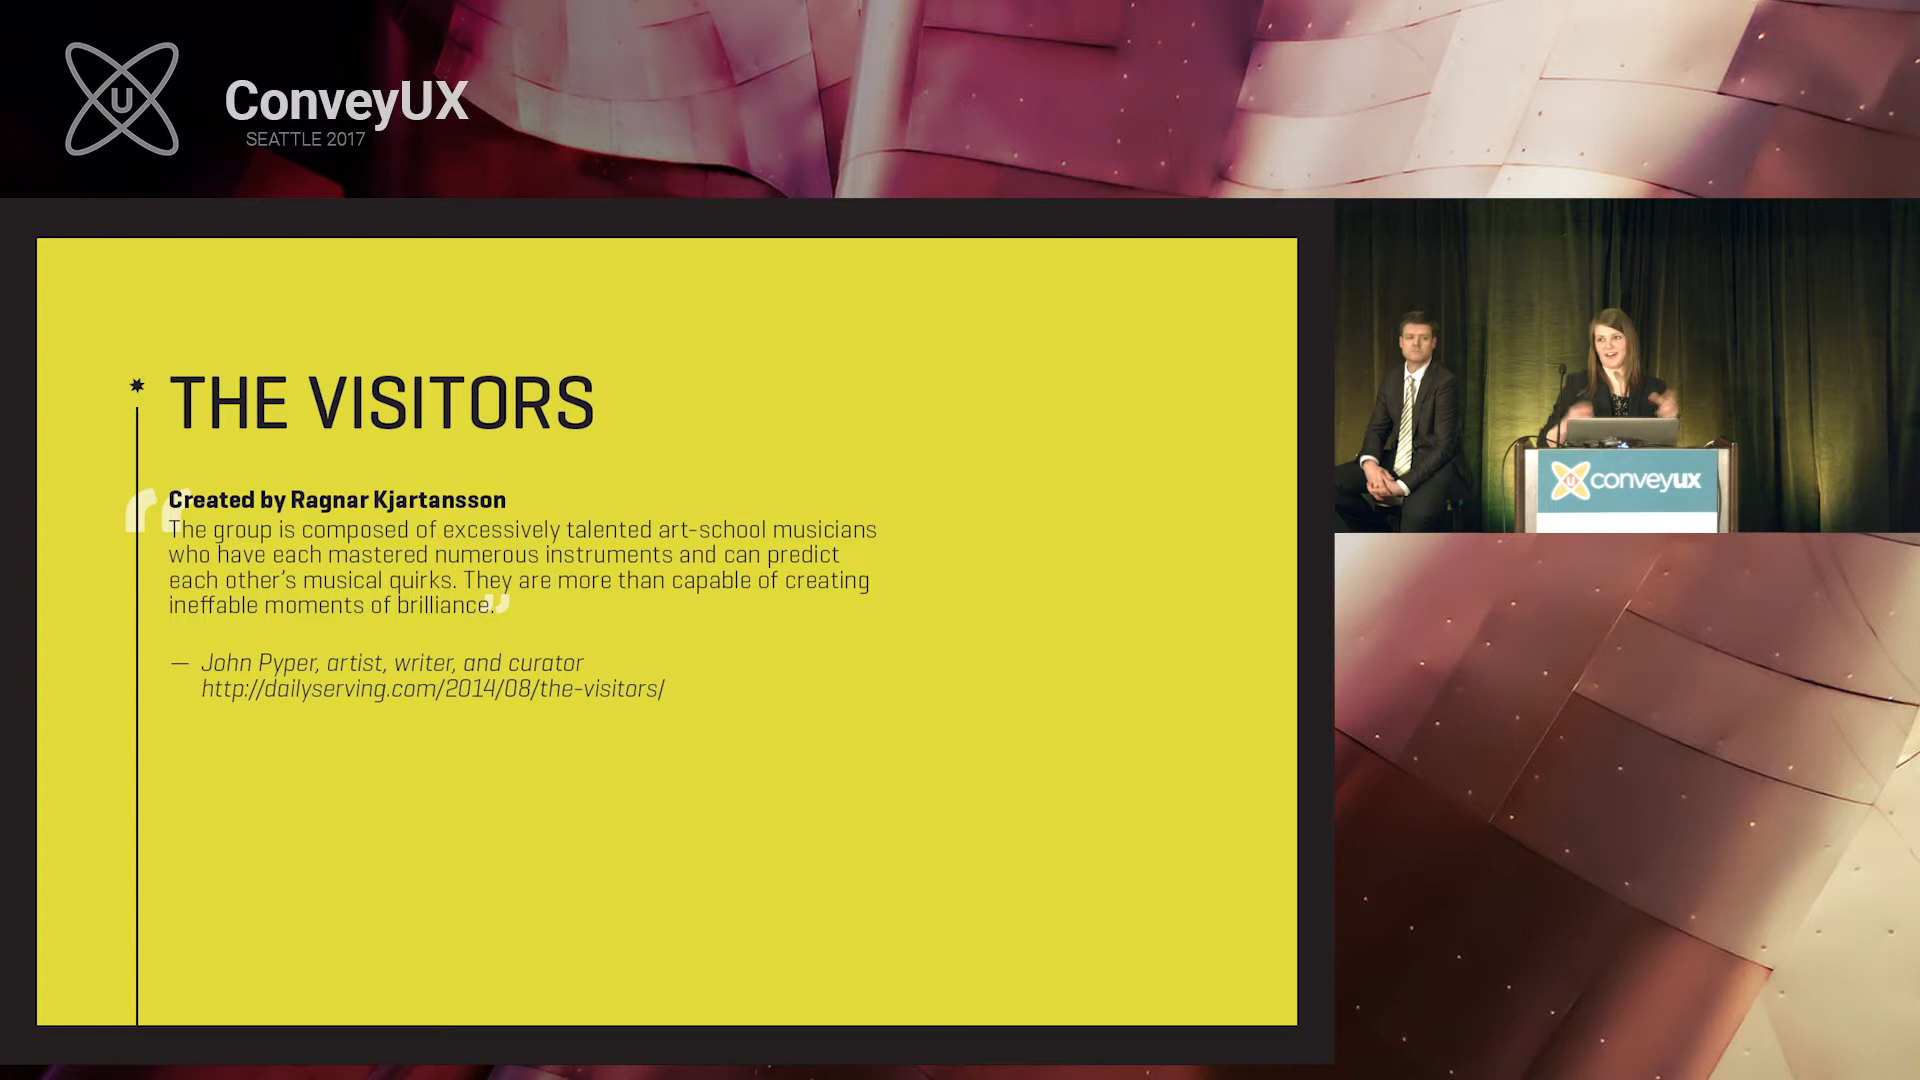 U
ConveyUX
SEATTLE 2017
THE VISITORS
“
Created by Ragnar Kjartansson
The group is composed of excessively talented art-school musicians
who have each mastered numerous instruments and can predict
each other’s musical quirks. They are more than capable of creating
ineffable moments of brilliance.”
— John Pyper, artist, writer, and curator
http://dailyserving.com/2014/08/the-visitors/
U
conveyux